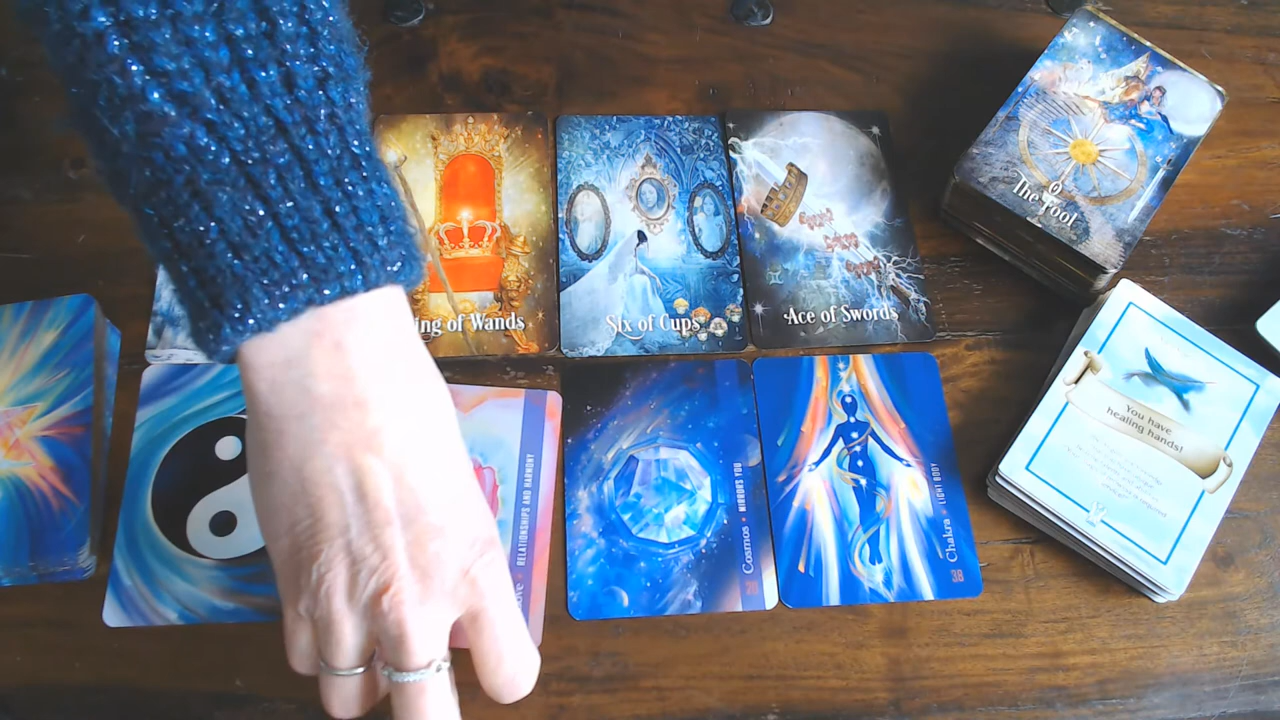 ing of Wands
Six of Cups
Ace of Swords
0
The Fool
RELATIONSHIPS AND HARMONY
Cosmos • MIRRORS YOU
Chakra • LIGHT BODY
38
You have
healing hands!